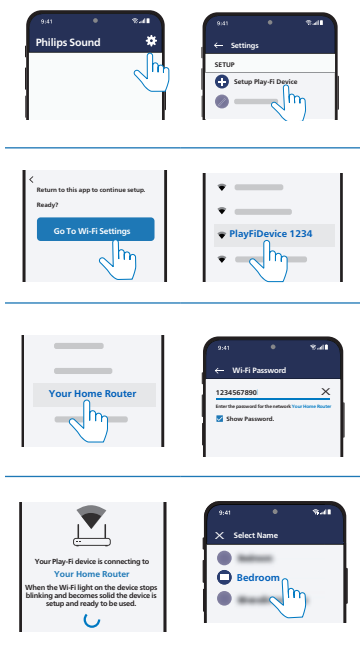 9:41
Philips Sound
9:41
← Settings
SETUP
Setup Play-Fi Device
<
Return to this app to continue setup.
Ready?
Go To Wi-Fi Settings
PlayFiDevice 1234
Your Home Router
9:41
← Wi-Fi Password
1234567890
Enter the password for the network Your Home Router
Show Password.
Your Play-Fi device is connecting to
Your Home Router
When the Wi-Fi light on the device stops
blinking and becomes solid the device is
setup and ready to be used.
9:41
Select Name
Bedroom